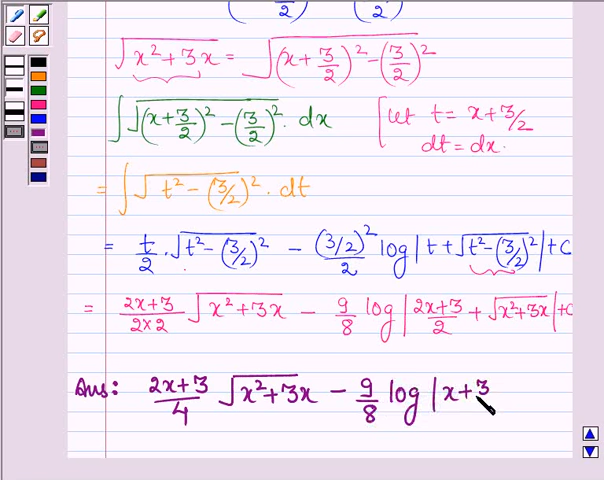 2   2
√x² + 3x = √(x + 3/2)² − (3/2)²
∫√(x + 3/2)² − (3/2)² . dx [let t = x + 3/2
dt = dx.
= ∫√t² − (3/2)² . dt
= t/2 . √t² − (3/2)² − (3/2)²/2 log|t + √t² − (3/2)²| + c
= 2x+3/2×2 √x² + 3x − 9/8 log|2x+3/2 + √x² + 3x| + c
Ans: 2x+3/4 √x² + 3x − 9/8 log|x + 3